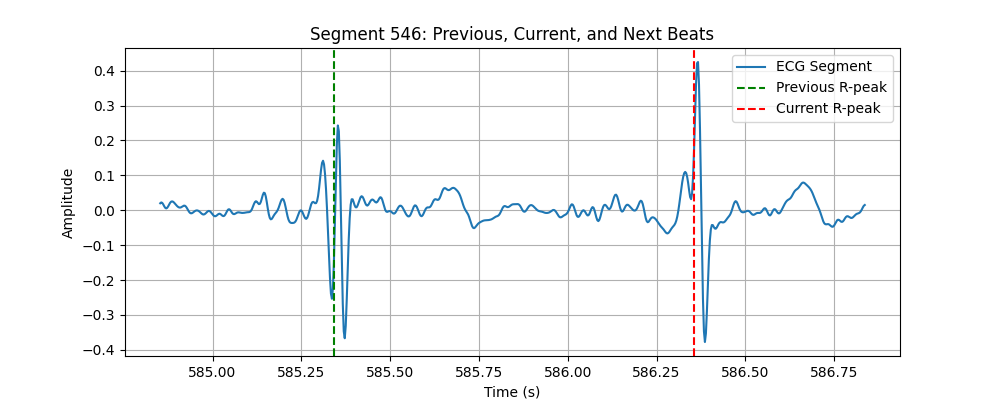 Segment 546: Previous, Current, and Next Beats
ECG Segment
Previous R-peak
Current R-peak
Amplitude
0.4
0.3
0.2
0.1
0.0
−0.1
−0.2
−0.3
−0.4
585.00 585.25 585.50 585.75 586.00 586.25 586.50 586.75
Time (s)